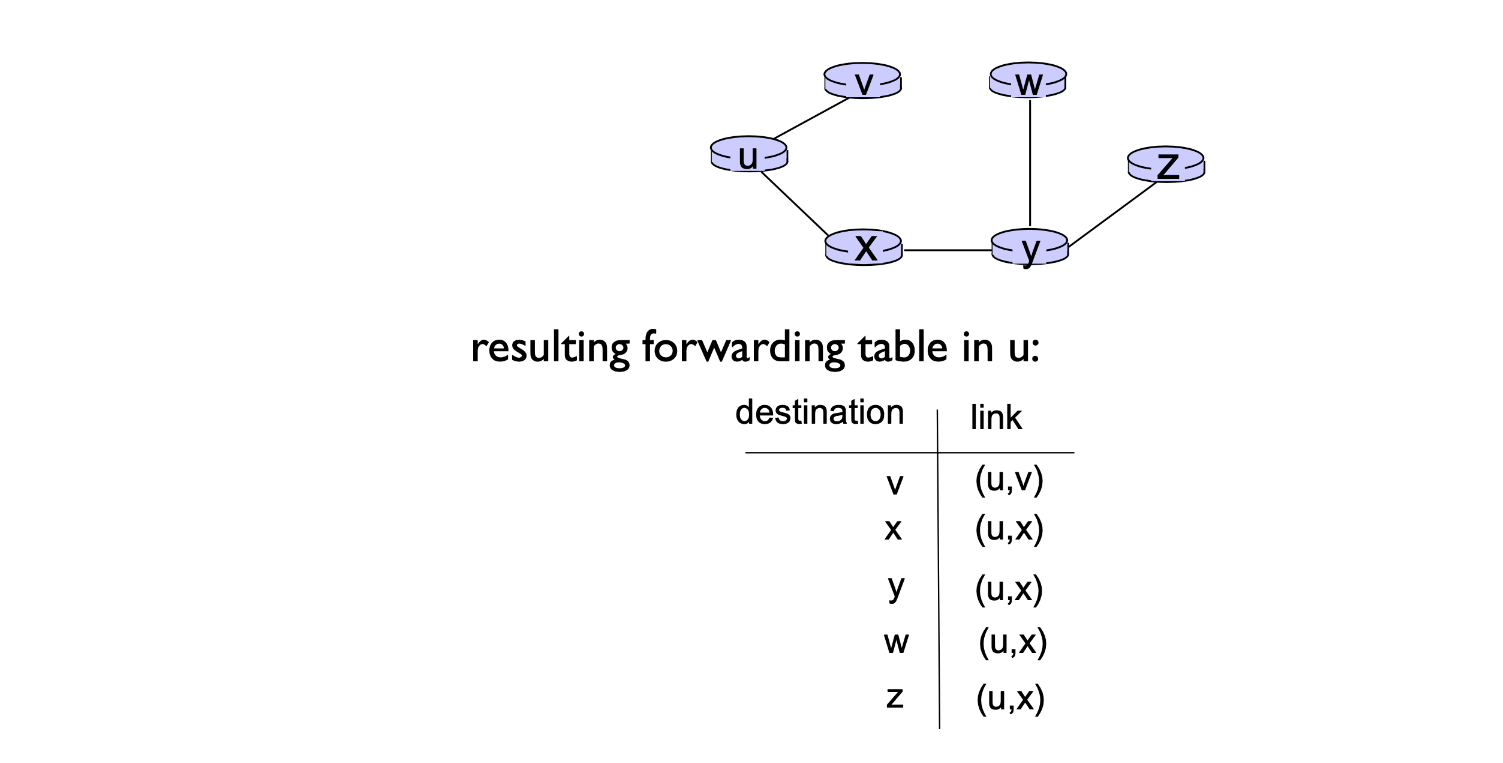 v w
u z
x y
resulting forwarding table in u:
destination link
v (u,v)
x (u,x)
y (u,x)
w (u,x)
z (u,x)